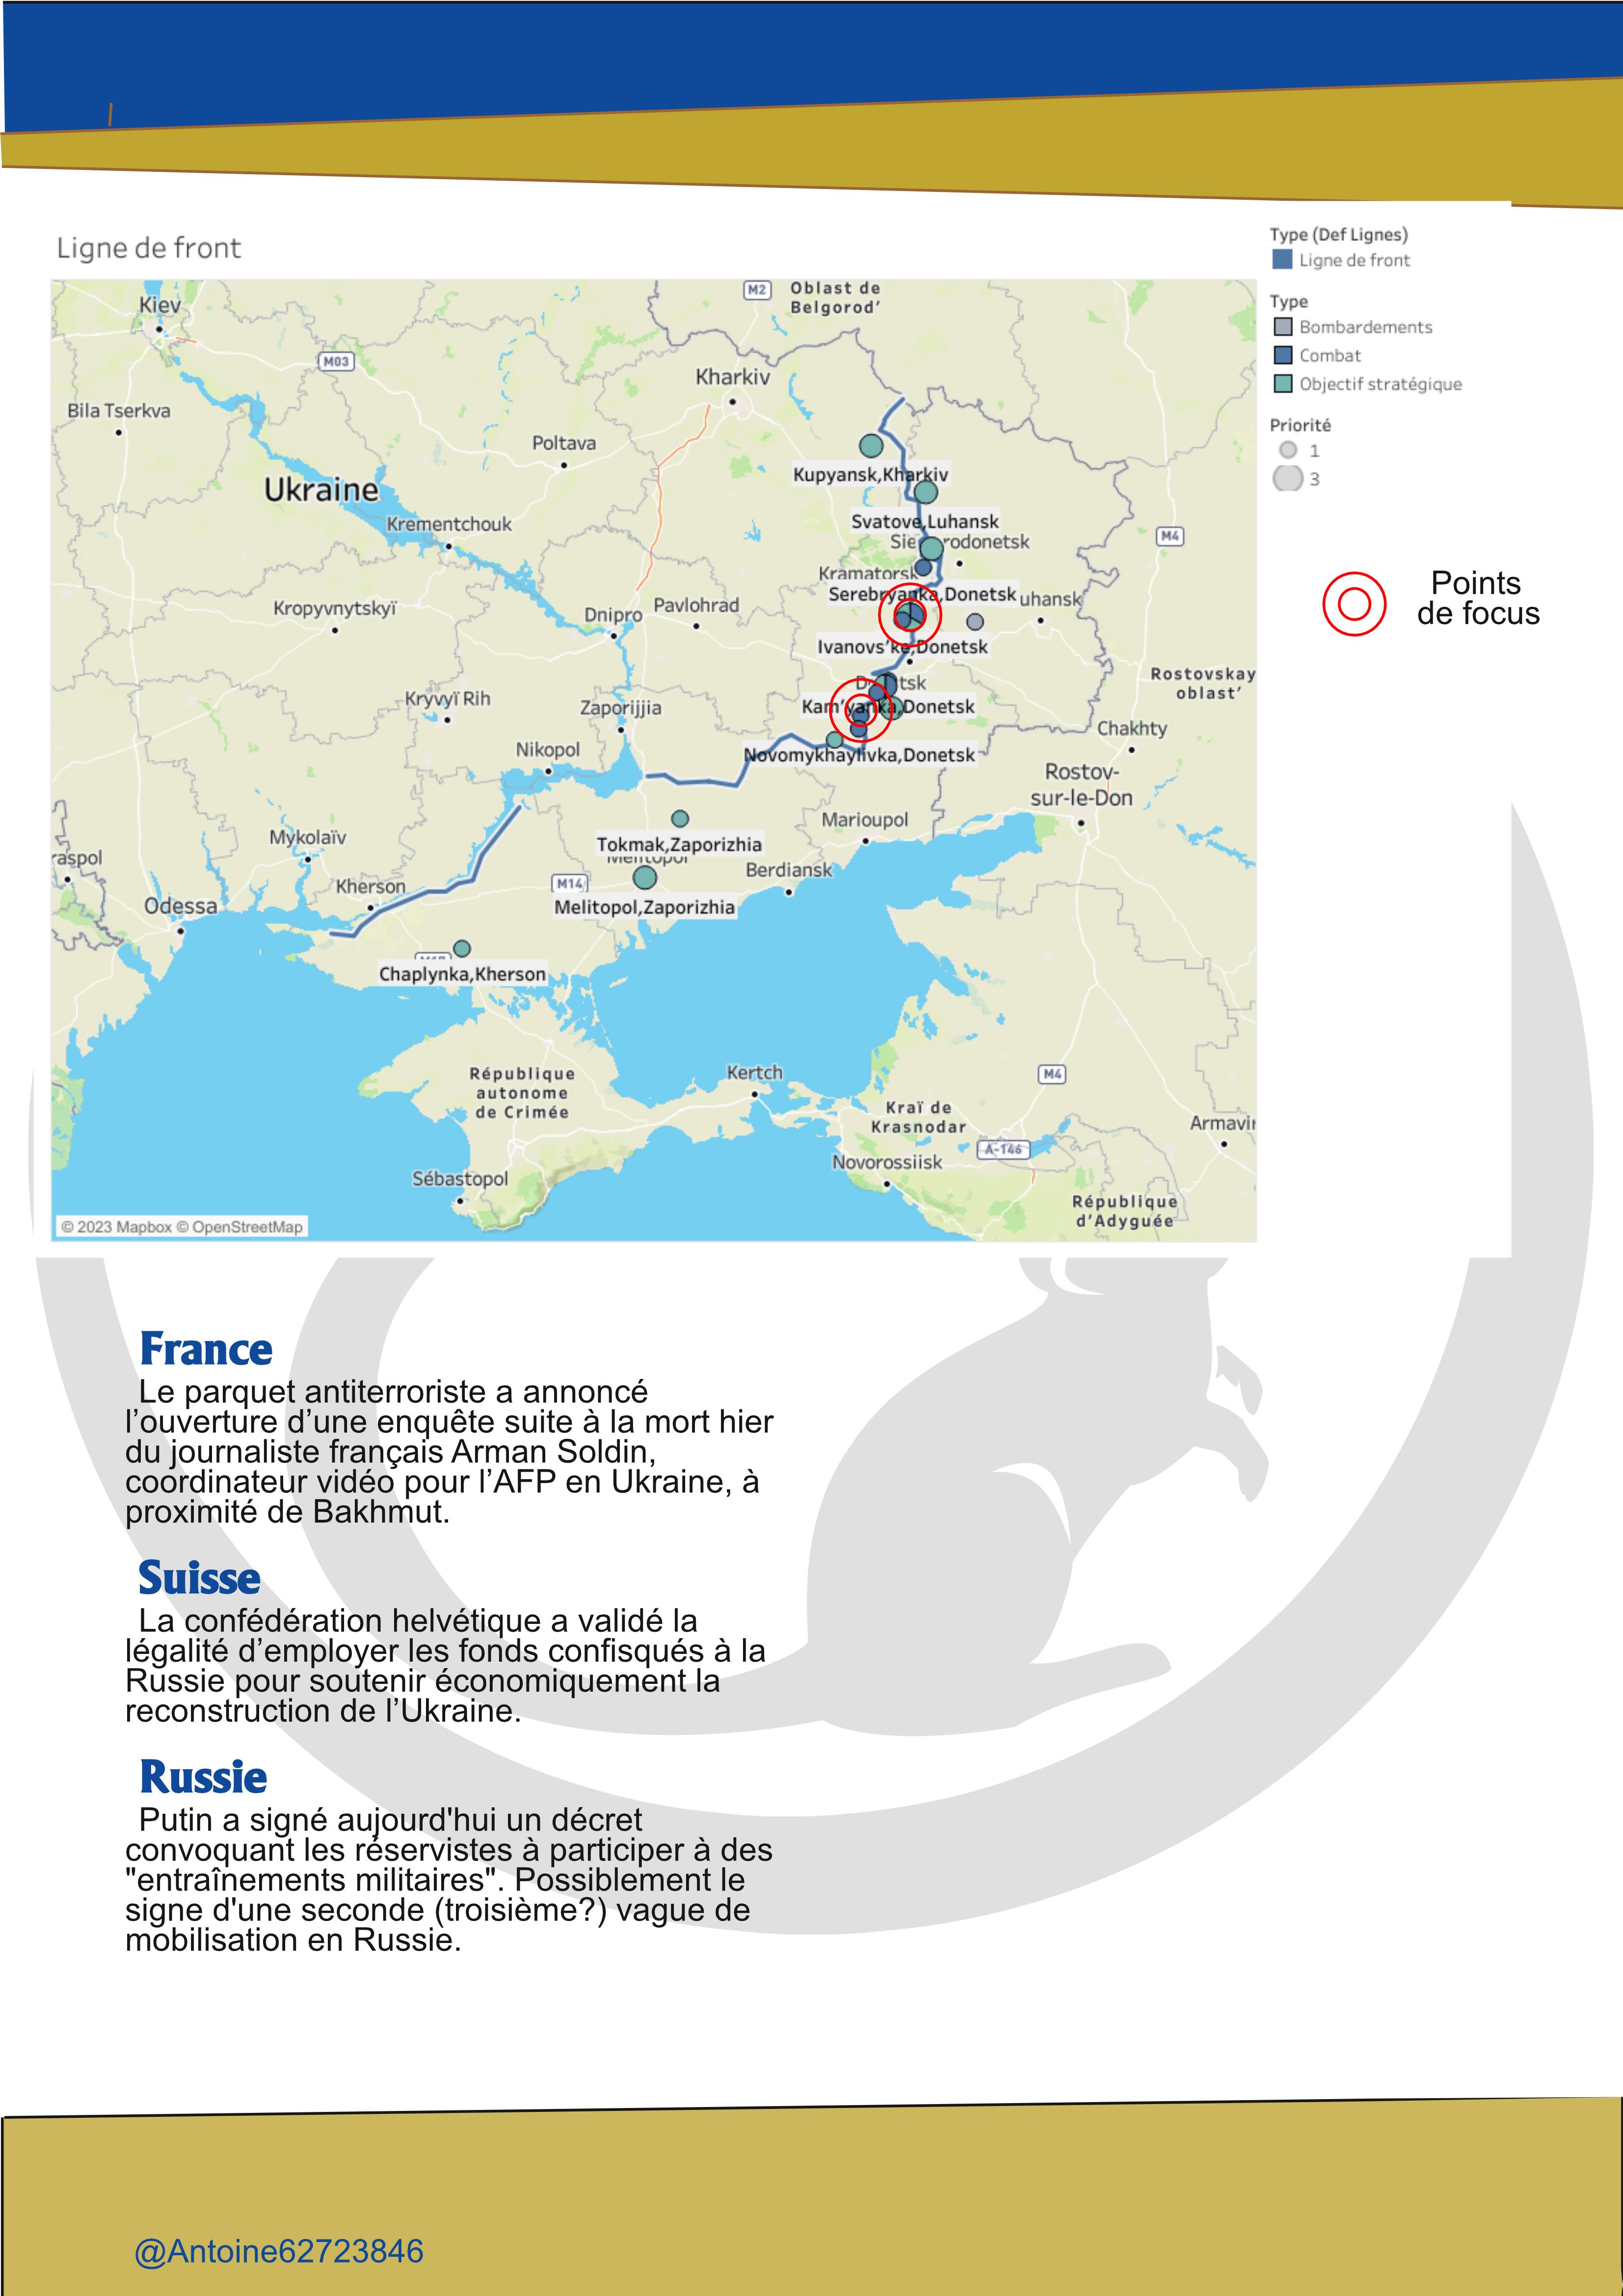 Ligne de front
Type (Def Lignes)
Ligne de front
Type
Bombardements
Combat
Objectif stratégique
Priorité
1
3
Points
de focus
M2
Oblast de
Belgorod’
Kiev
M03
Kharkiv
Bila Tserkva
Poltava
Kupyansk,Kharkiv
Ukraine
Krementchouk
Svatove,Luhansk
M4
Kramatorsk
Serebryanka,Donetsk
uhansk
Kropyvnytskyï
Dnipro
Pavlohrad
Ivanovs'ke,Donetsk
Rostovskay
oblast’
Kryvyï Rih
Zaporijjia
Kam'yanka,Donetsk
Chakhty
Nikopol
Novomykhaylivka,Donetsk
Rostov-
sur-le-Don
Mykolaïv
Marioupol
Tokmak,Zaporizhia
raspol
Melitopol
Berdiansk
Kherson
M14
Odessa
Melitopol,Zaporizhia
Chaplynka,Kherson
République
autonome
de Crimée
Kertch
M4
Kraï de
Krasnodar
Armavir
A-146
Novorossiisk
Sébastopol
République
d’Adyguée
© 2023 Mapbox © OpenStreetMap
France
Le parquet antiterroriste a annoncé
l’ouverture d’une enquête suite à la mort hier
du journaliste français Arman Soldin,
coordinateur vidéo pour l’AFP en Ukraine, à
proximité de Bakhmut.
Suisse
La confédération helvétique a validé la
légalité d’employer les fonds confisqués à la
Russie pour soutenir économiquement la
reconstruction de l’Ukraine.
Russie
Putin a signé aujourd'hui un décret
convoquant les réservistes à participer à des
"entraînements militaires". Possiblement le
signe d'une seconde (troisième?) vague de
mobilisation en Russie.
@Antoine62723846